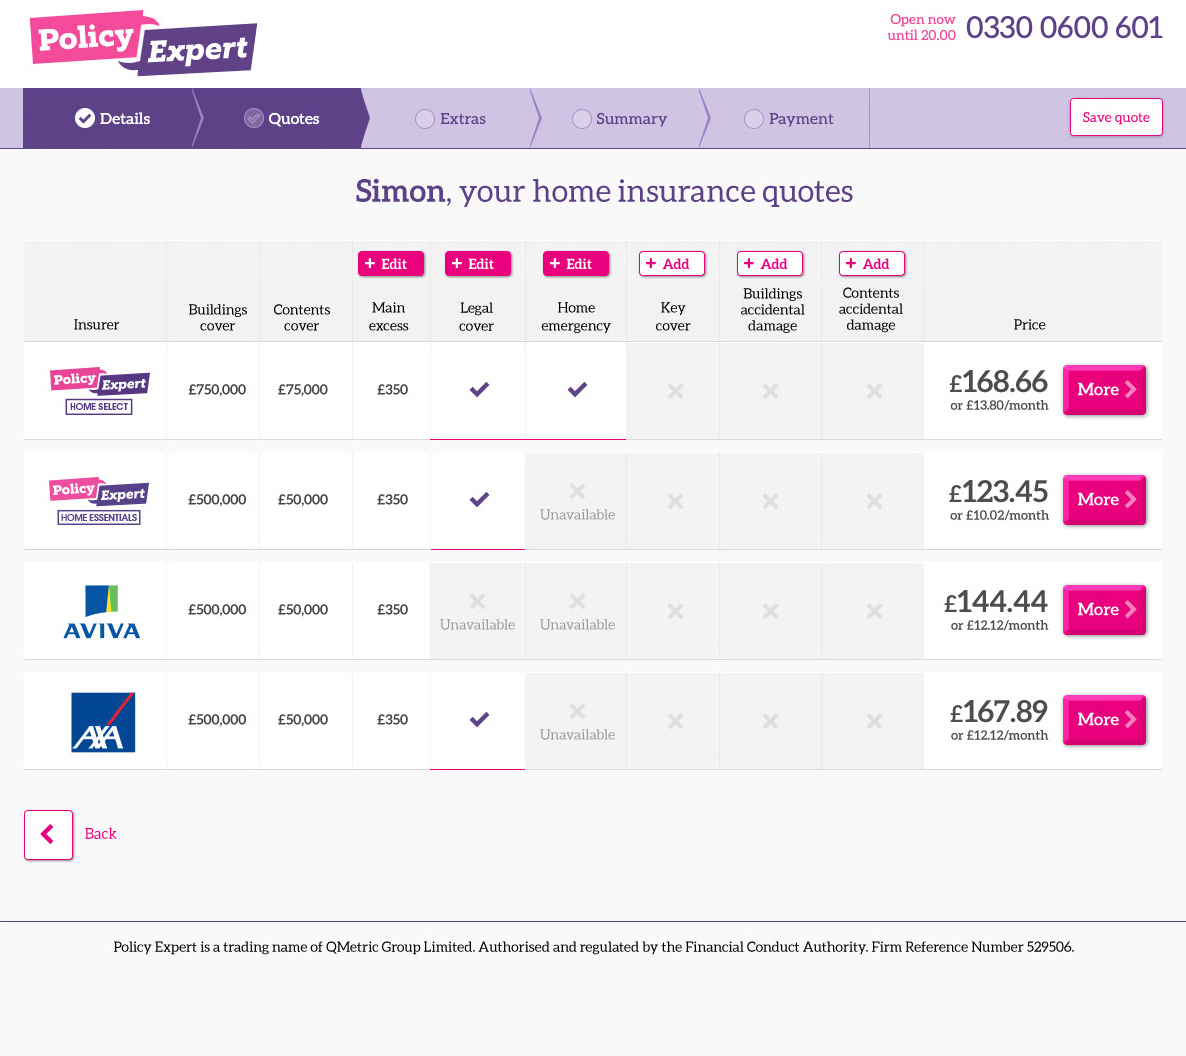 Policy Expert
Open now
until 20.00
0330 0600 601
Details
Quotes
Extras
Summary
Payment
Save quote
Simon, your home insurance quotes
+ Edit
+ Edit
+ Edit
+ Add
+ Add
+ Add
Insurer
Buildings
cover
Contents
cover
Main
excess
Legal
cover
Home
emergency
Key
cover
Buildings
accidental
damage
Contents
accidental
damage
Price
Policy Expert
HOME SELECT
£750,000
£75,000
£350
£168.66
or £13.80/month
More
Policy Expert
HOME ESSENTIALS
£500,000
£50,000
£350
Unavailable
£123.45
or £10.02/month
More
AVIVA
£500,000
£50,000
£350
Unavailable
Unavailable
£144.44
or £12.12/month
More
AXA
£500,000
£50,000
£350
Unavailable
£167.89
or £12.12/month
More
Back
Policy Expert is a trading name of QMetric Group Limited. Authorised and regulated by the Financial Conduct Authority. Firm Reference Number 529506.